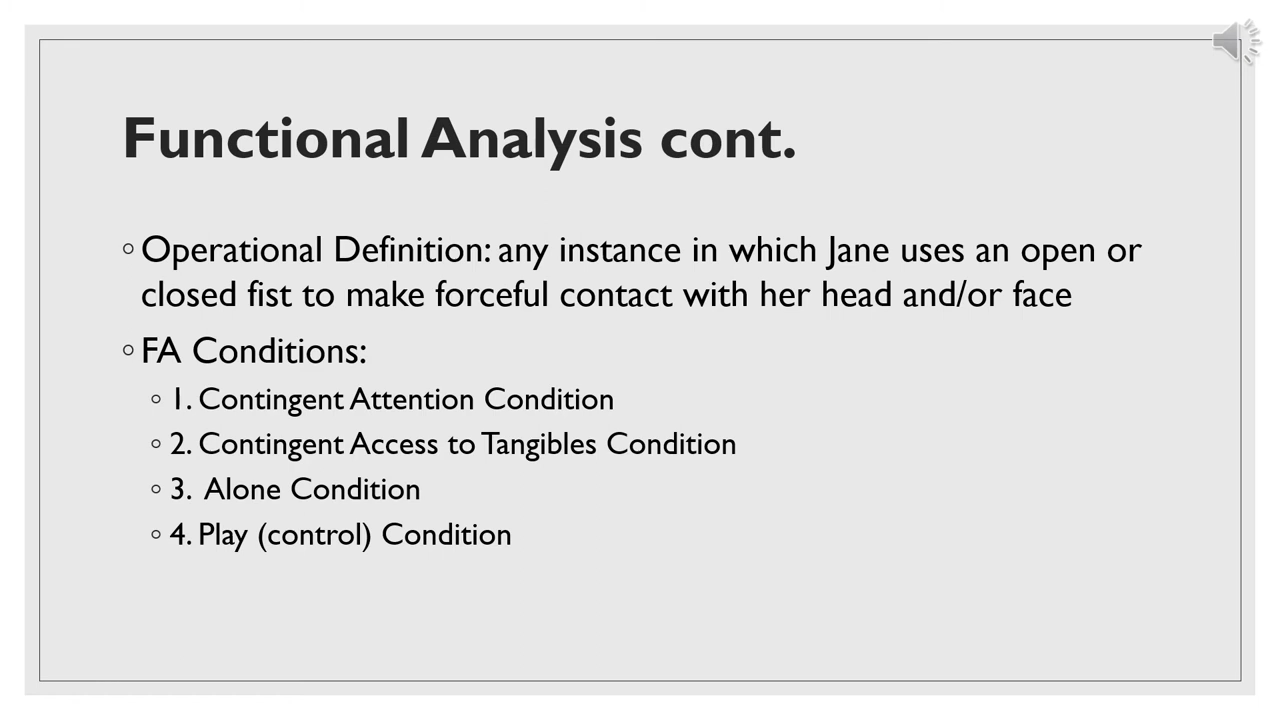 Functional Analysis cont.
◦ Operational Definition: any instance in which Jane uses an open or
closed fist to make forceful contact with her head and/or face
◦ FA Conditions:
◦ 1. Contingent Attention Condition
◦ 2. Contingent Access to Tangibles Condition
◦ 3. Alone Condition
◦ 4. Play (control) Condition